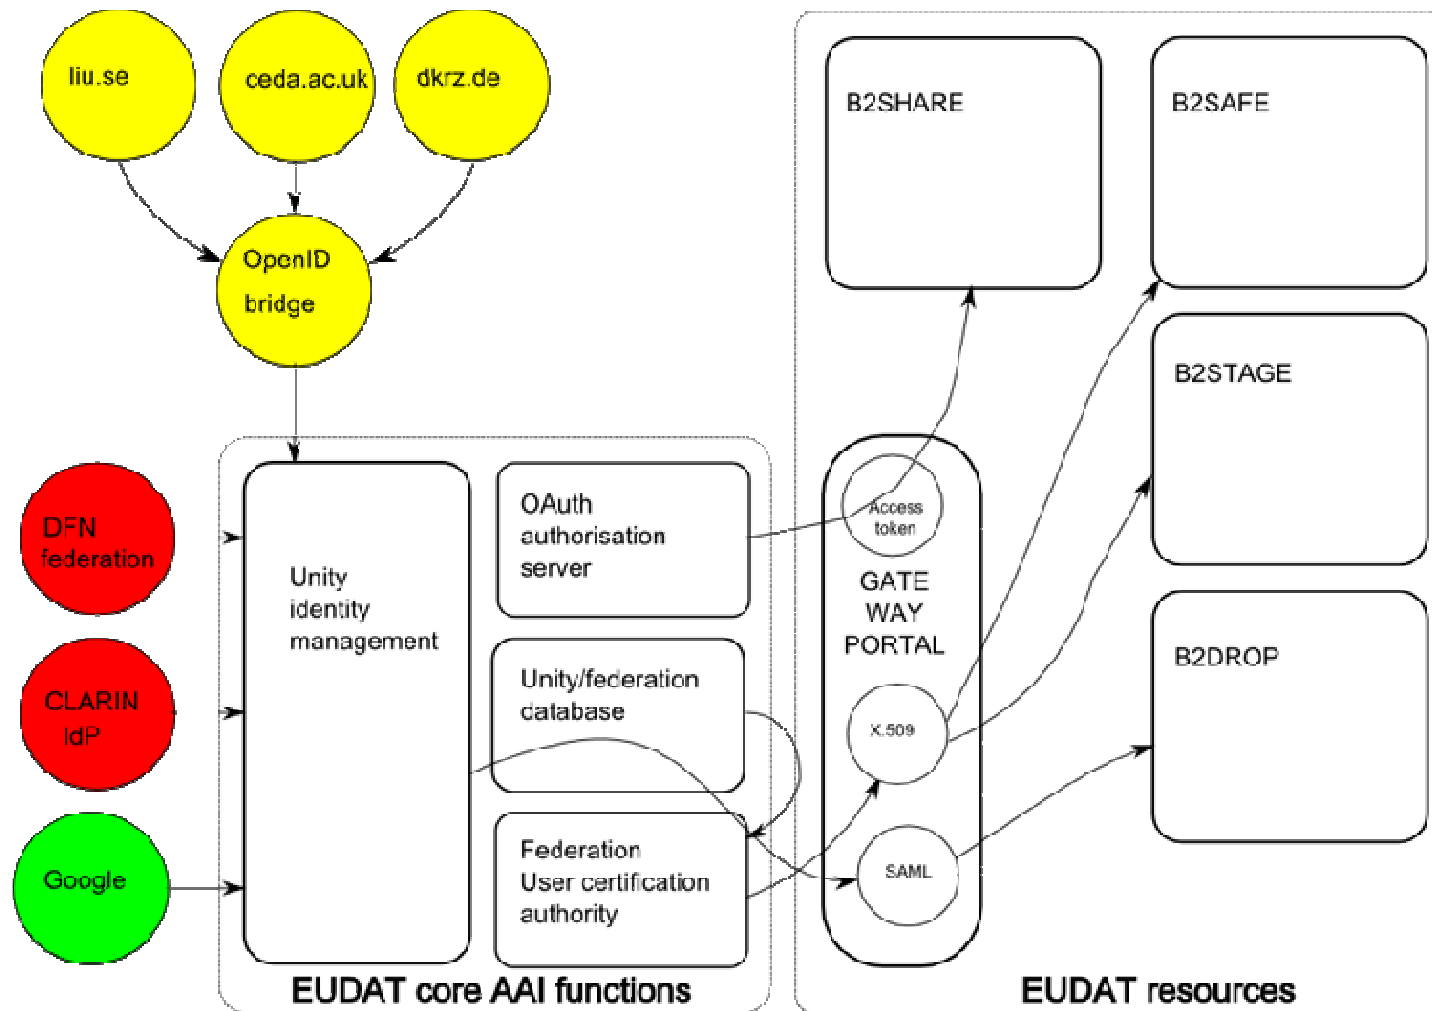 liu.se
ceda.ac.uk
dkrz.de
OpenID
bridge
DFN
federation
CLARIN
IdP
Google
Unity
identity
management
OAuth
authorisation
server
Unity/federation
database
Federation
User certification
authority
EUDAT core AAI functions
B2SHARE
B2SAFE
B2STAGE
B2DROP
Access
token
GATE
WAY
PORTAL
X.509
SAML
EUDAT resources